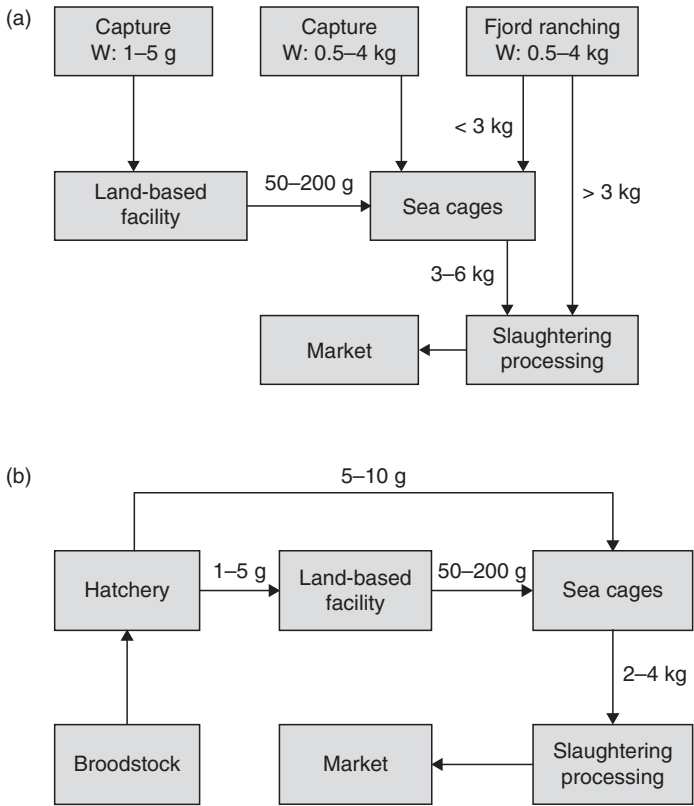 (a)
Capture
W: 1–5 g
Capture
W: 0.5–4 kg
Fjord ranching
W: 0.5–4 kg
< 3 kg
> 3 kg
Land-based
facility
50–200 g
Sea cages
3–6 kg
Market
Slaughtering
processing
(b)
5–10 g
Hatchery
1–5 g
Land-based
facility
50–200 g
Sea cages
2–4 kg
Broodstock
Market
Slaughtering
processing